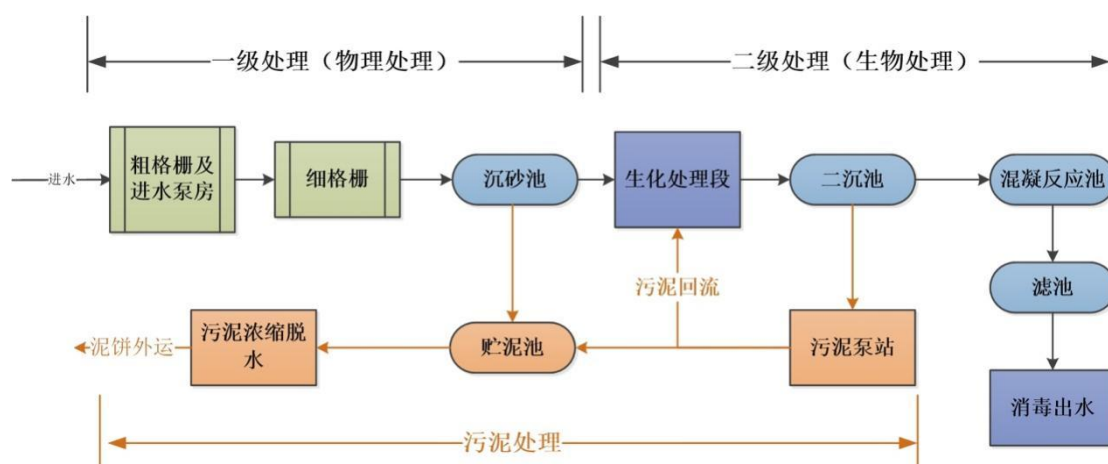 一级处理（物理处理）
二级处理（生物处理）
进水
粗格栅及
进水泵房
细格栅
沉砂池
生化处理段
二沉池
混凝反应池
污泥回流
滤池
泥饼外运
污泥浓缩脱
水
贮泥池
污泥泵站
消毒出水
污泥处理